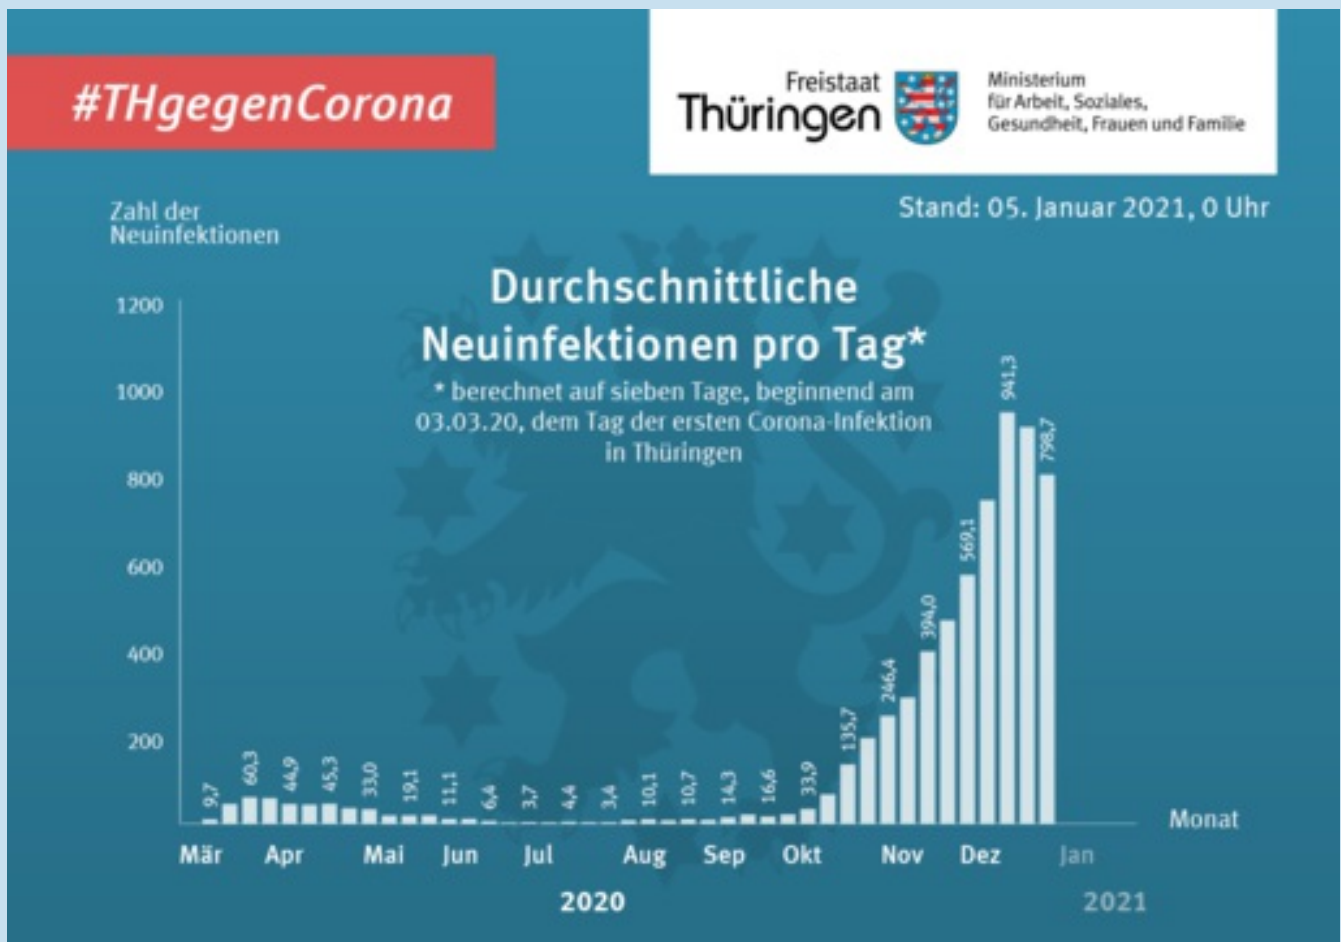 #THgegenCorona
Freistaat
Thüringen
Ministerium
für Arbeit, Soziales,
Gesundheit, Frauen und Familie
Stand: 05. Januar 2021, 0 Uhr
Zahl der
Neuinfektionen
Durchschnittliche
Neuinfektionen pro Tag*
* berechnet auf sieben Tage, beginnend am
03.03.20, dem Tag der ersten Corona-Infektion
in Thüringen
1200
1000
800
600
400
200
9,7
60,3
44,9
45,3
33,0
19,1
11,1
6,4
3,7
4,4
3,4
10,1
10,7
14,3
16,6
33,9
135,7
246,4
394,0
569,1
941,3
798,7
Monat
Mär Apr Mai Jun Jul Aug Sep Okt Nov Dez Jan
2020 2021